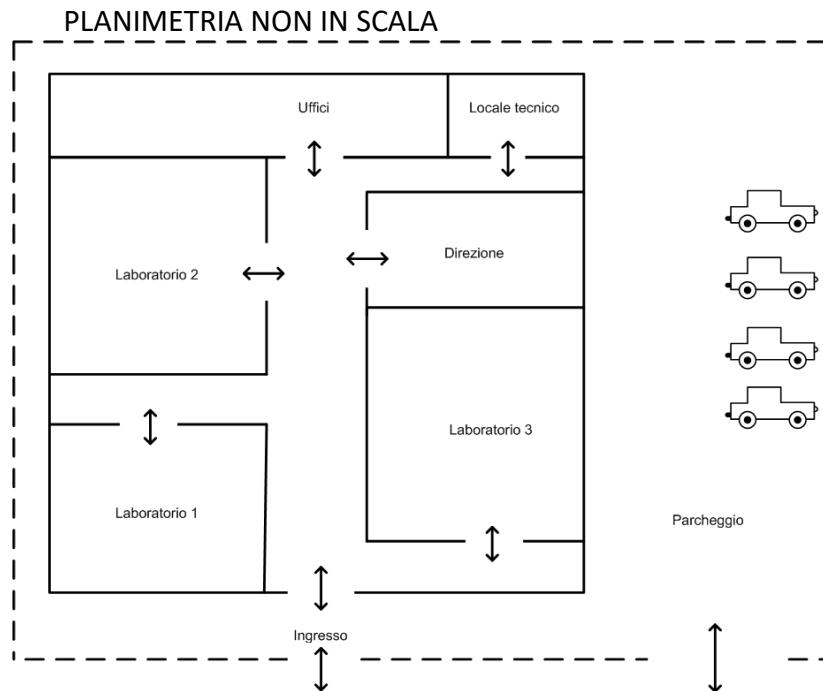 PLANIMETRIA NON IN SCALA
Uffici
Locale tecnico
Direzione
Laboratorio 2
Laboratorio 3
Laboratorio 1
Parcheggio
Ingresso